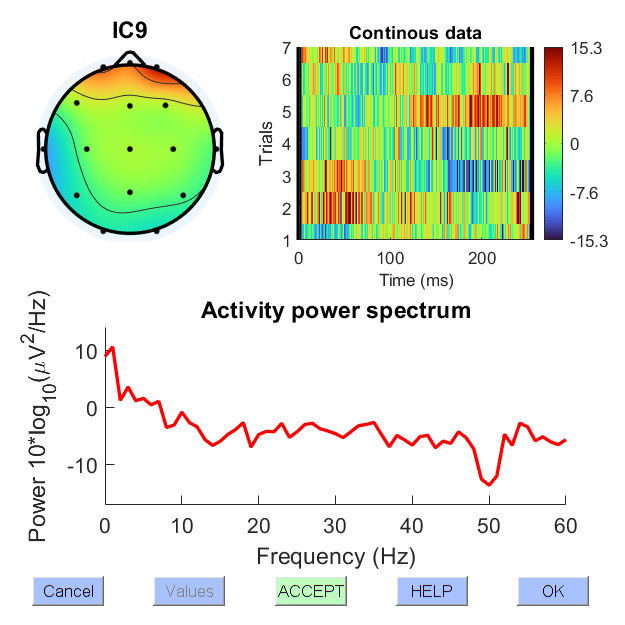 IC9
Continous data
7
6
5
4
3
2
1
Trials
0
100
200
Time (ms)
15.3
7.6
0
-7.6
-15.3
Activity power spectrum
Power 10*log10(μV2/Hz)
10
0
-10
0
10
20
30
40
50
60
Frequency (Hz)
Cancel
Values
ACCEPT
HELP
OK